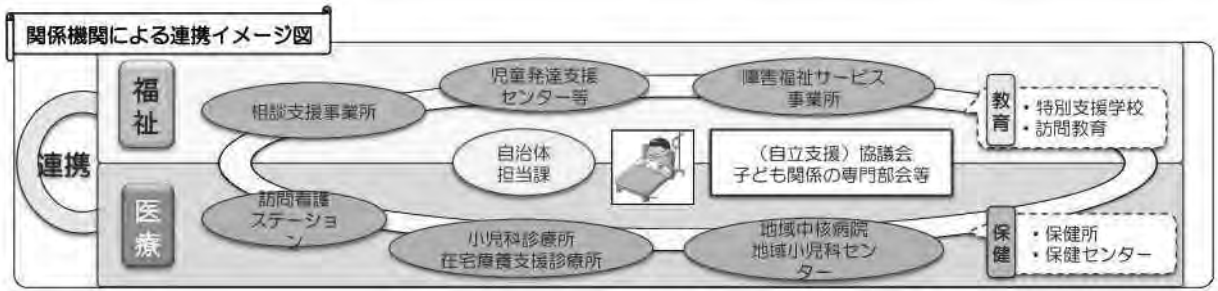 関係機関による連携イメージ図
連携
福祉
相談支援事業所
児童発達支援
センター等
障害福祉サービス
事業所
教育
・特別支援学校
・訪問教育
自治体
担当課
(自立支援)協議会
子ども関係の専門部会等
医療
訪問看護
ステーショ
ン
小児科診療所
在宅療養支援診療所
地域中核病院
地域小児科セン
ター
保健
・保健所
・保健センター